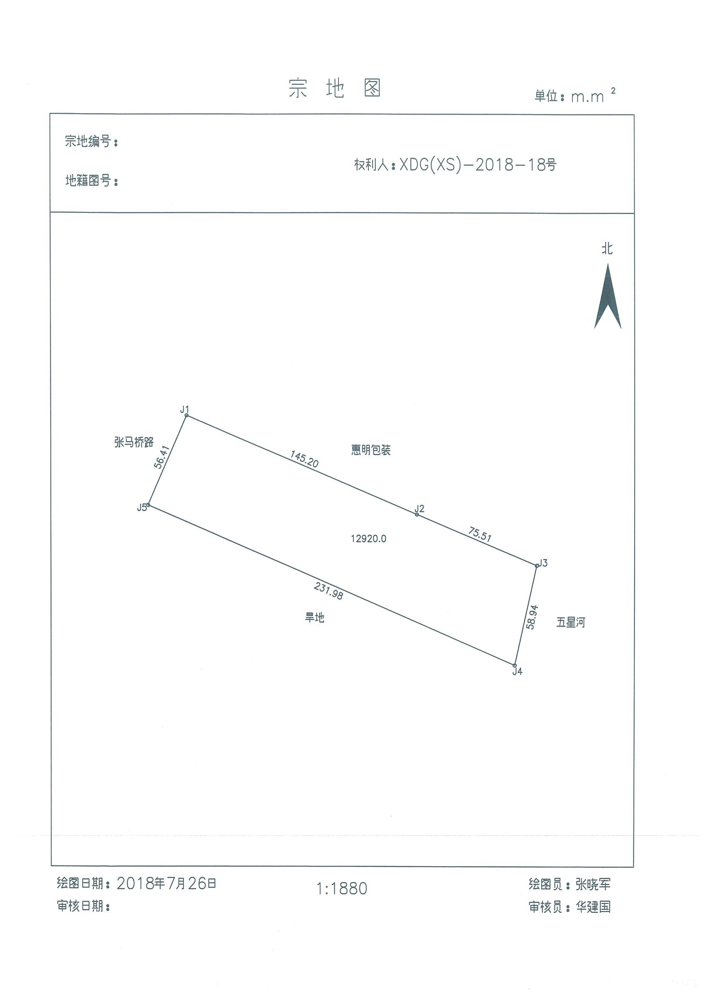 宗地图
单位：m.m²
宗地编号：
权利人：XDG(XS)-2018-18号
地籍图号：
北
J1
张马桥路
56.41
145.20
惠明包装
J5
J2
12920.0
75.51
J3
231.98
旱地
58.94
五星河
J4
绘图日期：2018年7月26日
1:1880
绘图员：张晓军
审核日期：
审核员：华建国